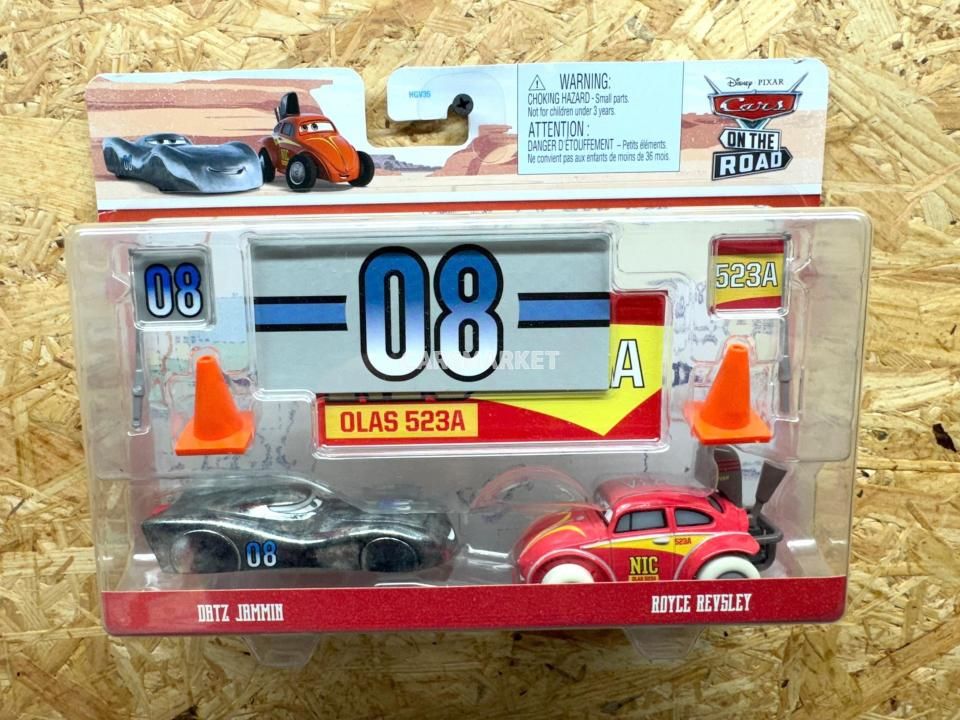 HGV35
WARNING:
CHOKING HAZARD - Small parts.
Not for children under 3 years.
ATTENTION :
DANGER D'ÉTOUFFEMENT – Petits éléments.
Ne convient pas aux enfants de moins de 36 mois.
Disney PIXAR
Cars
ON THE
ROAD
08
08
523A
A
OLAS 523A
08
NIC
OLAS 523A
523A
DATZ JAMMIN
ROYCE REVSLEY